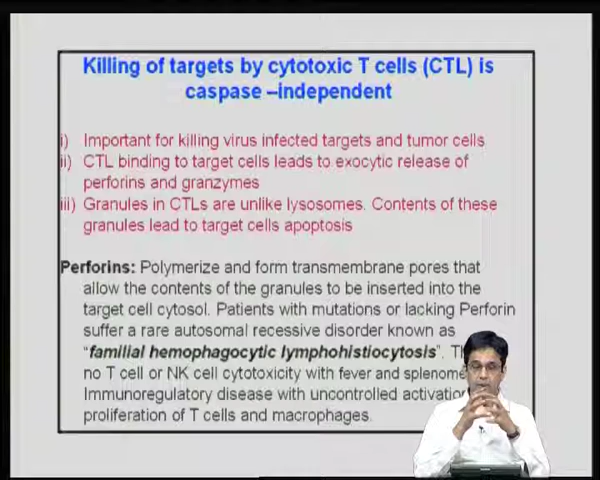 Killing of targets by cytotoxic T cells (CTL) is
caspase –independent
i) Important for killing virus infected targets and tumor cells
ii) CTL binding to target cells leads to exocytic release of
perforins and granzymes
iii) Granules in CTLs are unlike lysosomes. Contents of these
granules lead to target cells apoptosis
Perforins: Polymerize and form transmembrane pores that
allow the contents of the granules to be inserted into the
target cell cytosol. Patients with mutations or lacking Perforin
suffer a rare autosomal recessive disorder known as
"familial hemophagocytic lymphohistiocytosis".
no T cell or NK cell cytotoxicity with fever and
Immunoregulatory disease with uncontrolled
proliferation of T cells and macrophages.